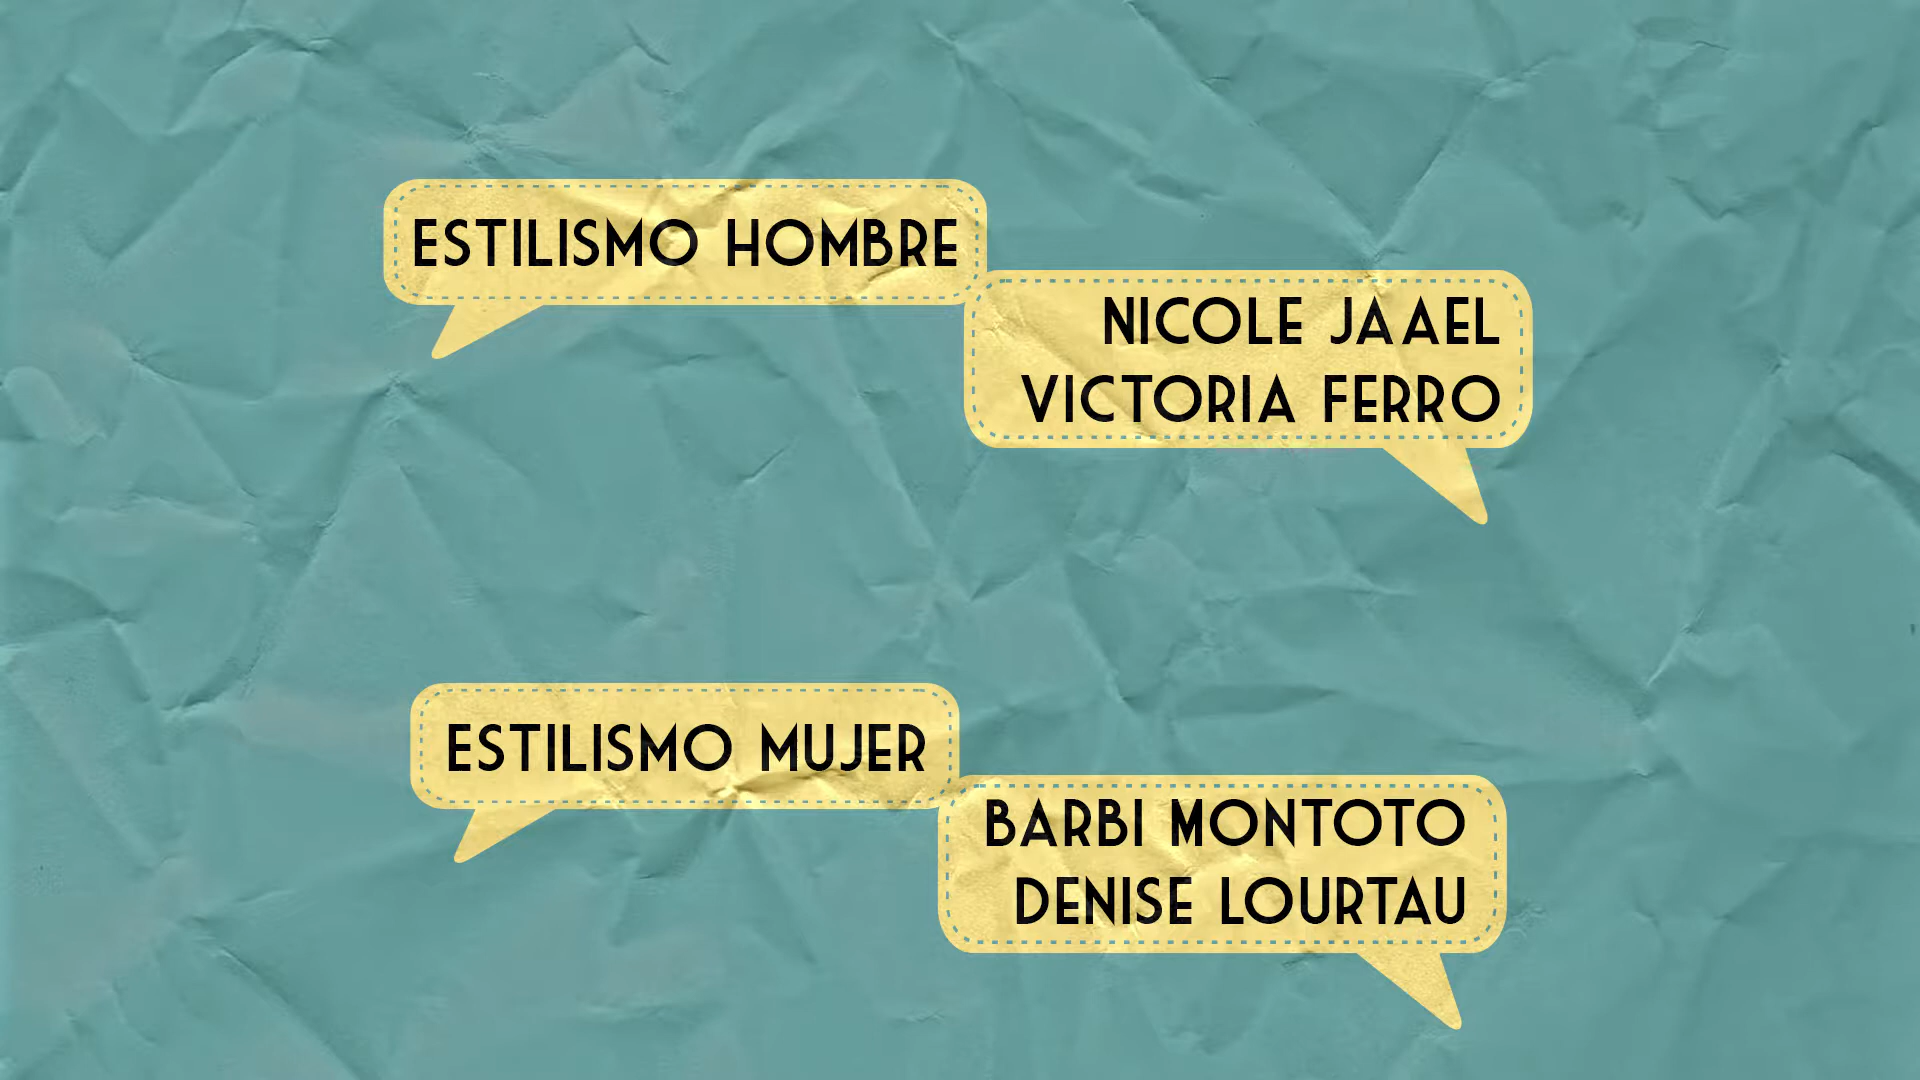 ESTILISMO HOMBRE
NICOLE JAAEL
VICTORIA FERRO
ESTILISMO MUJER
BARBI MONTOTO
DENISE LOURTAU